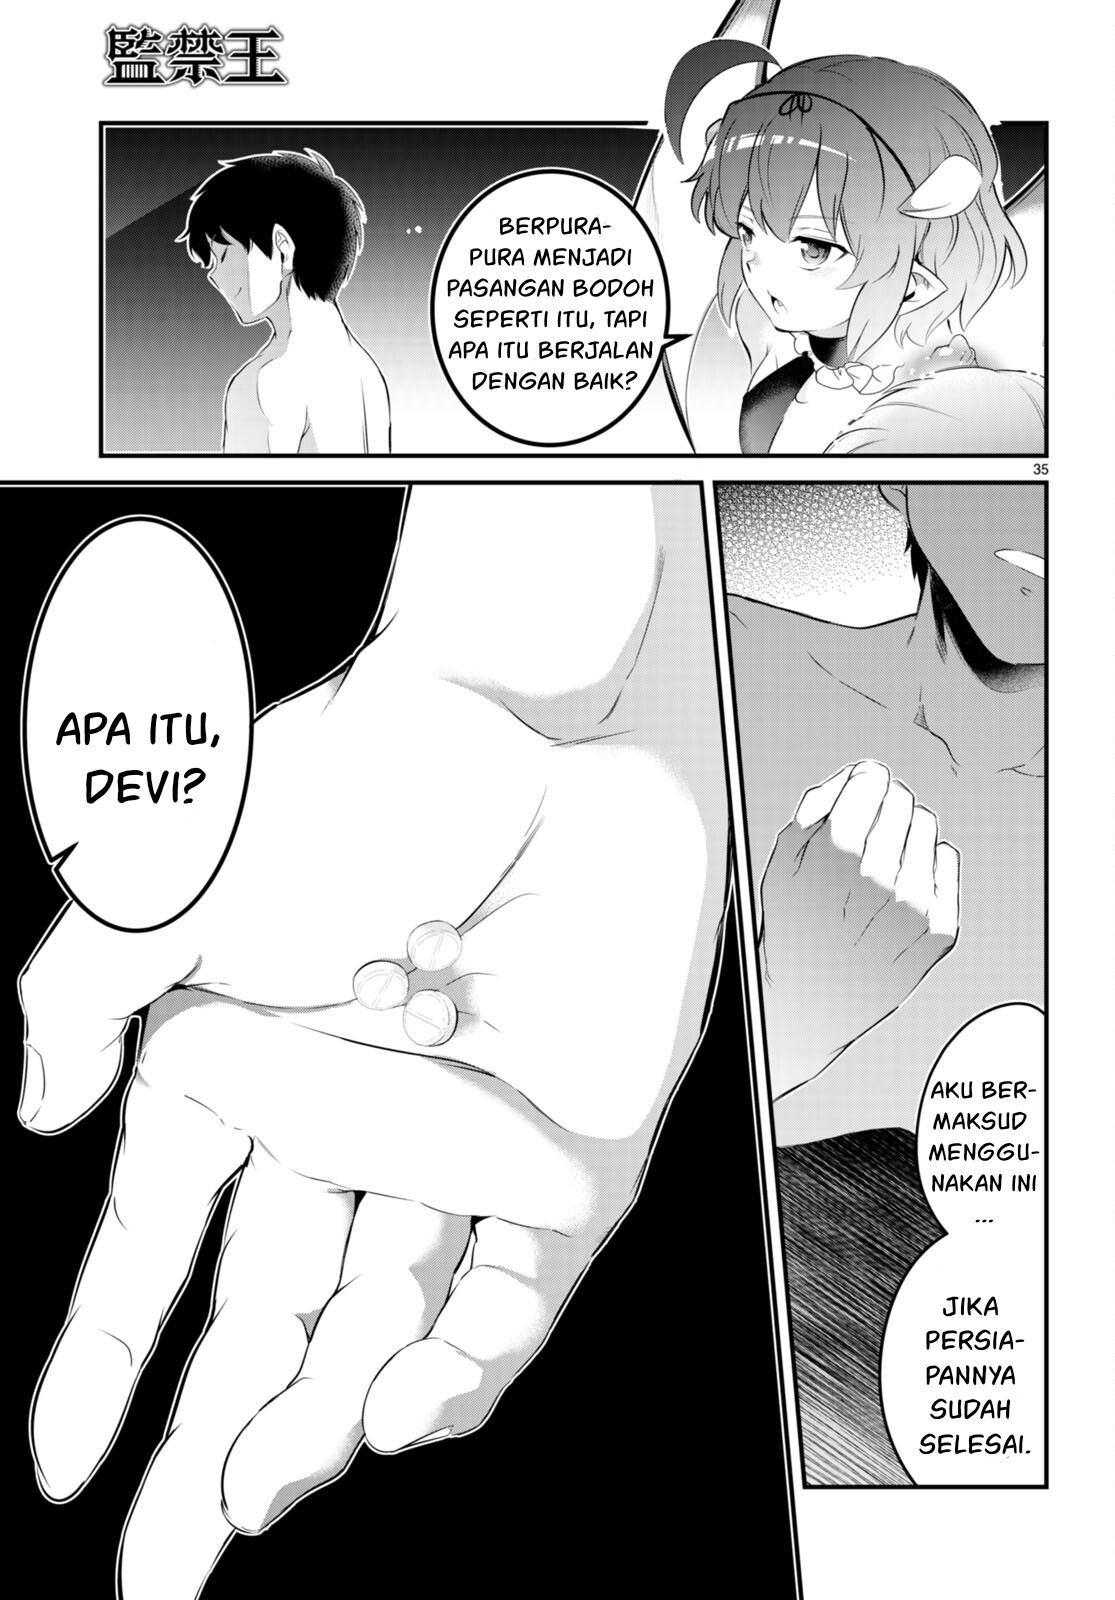 監禁王
BERPURA-
PURA MENJADI
PASANGAN BODOH
SEPERTI ITU, TAPI
APA ITU BERJALAN
DENGAN BAIK?
35
AKU BER-
MAKSUD
MENGGU-
NAKAN INI
...
JIKA
PERSIA-
PANNYA
SUDAH
SELESAI.
APA ITU,
DEVI?